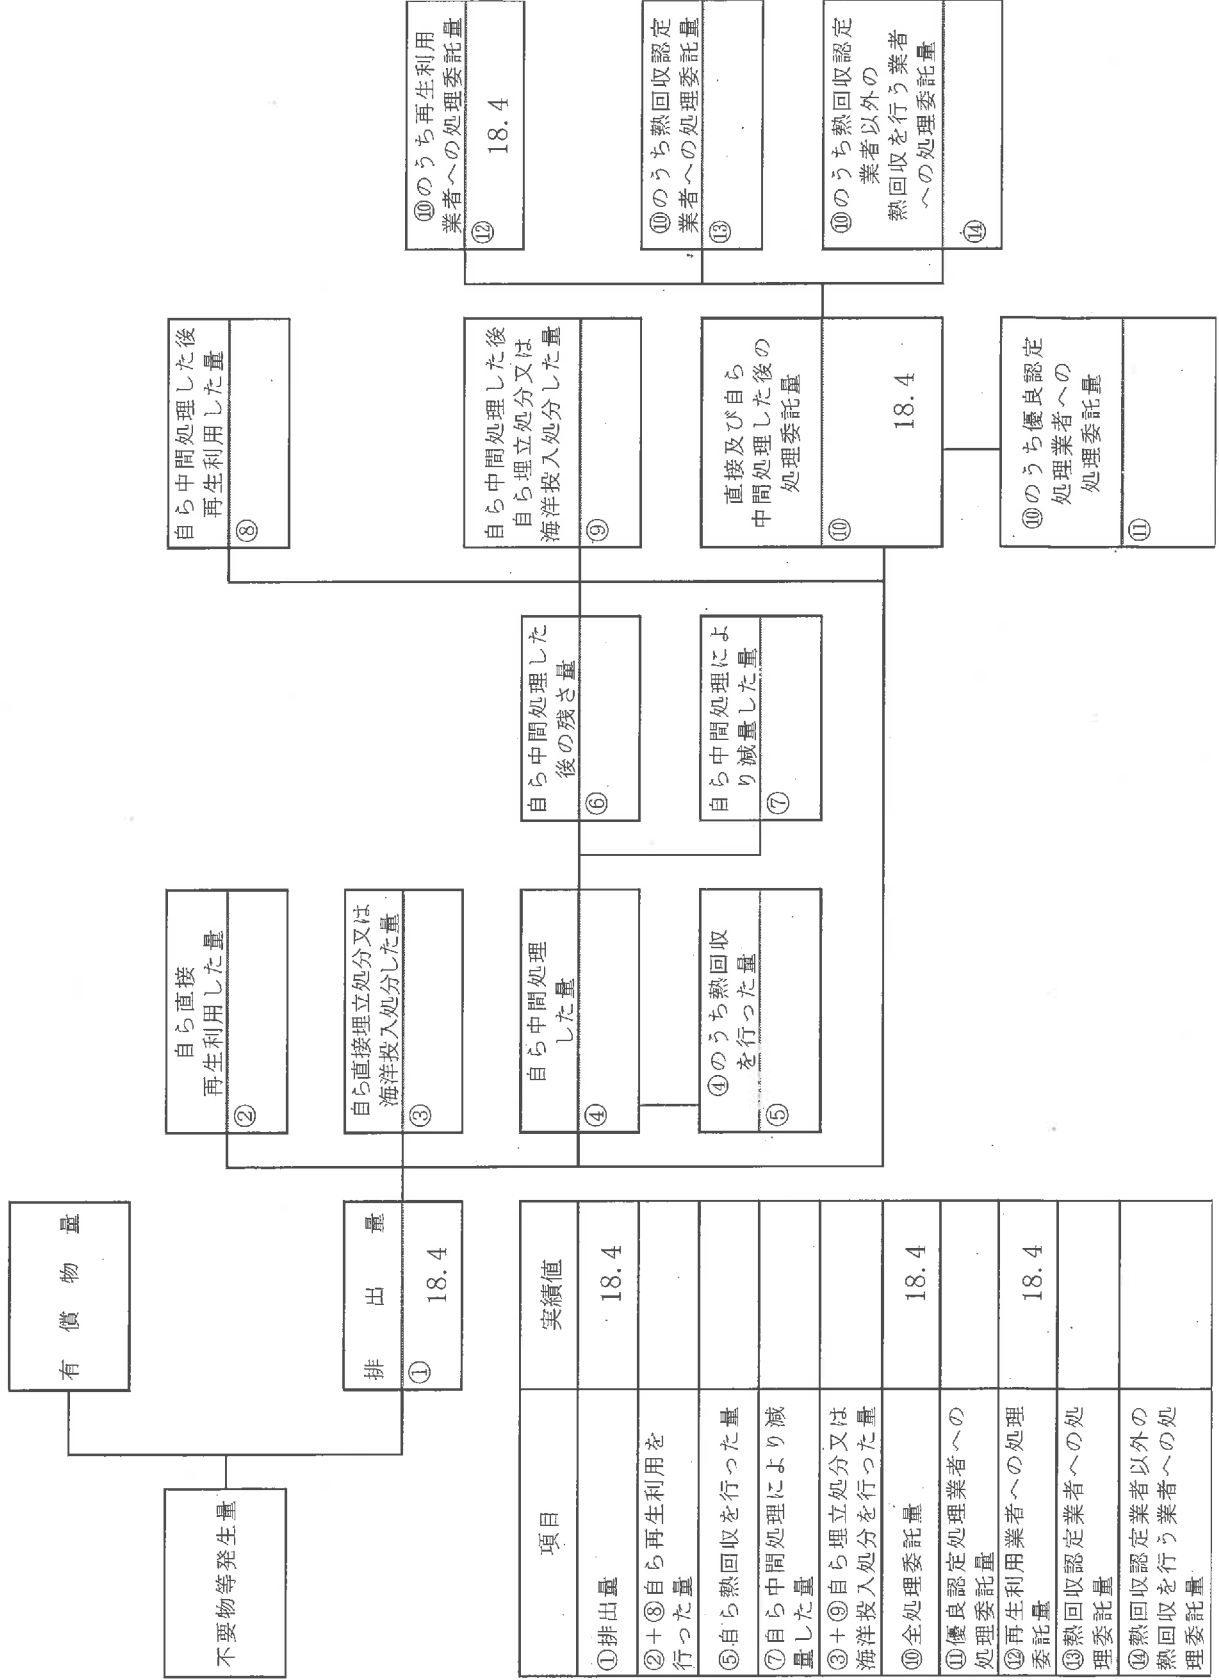 不要物等発生量
有償物量
排出量
①
18.4
自ら直接
再生利用した量
②
自ら直接埋立処分又は
海洋投入処分した量
③
自ら中間処理
した量
④
④のうち熱回収
を行った量
⑤
自ら中間処理した
後の残さ量
⑥
自ら中間処理によ
り減量した量
⑦
自ら中間処理した後
再生利用した量
⑧
自ら中間処理した後
自ら埋立処分又は
海洋投入処分した量
⑨
直接及び自ら
中間処理した後の
処理委託量
⑩
18.4
⑩のうち優良認定
処理業者への
処理委託量
⑪
⑩のうち再生利用
業者への処理委託量
⑫
18.4
⑩のうち熱回収認定
業者への処理委託量
⑬
⑩のうち熱回収認定
業者以外の
熱回収を行う業者
への処理委託量
⑭
項目 実績値
①排出量 18.4
②+⑧自ら再生利用を
行った量
⑤自ら熱回収を行った量
⑦自ら中間処理により減
量した量
③+⑨自ら埋立処分又は
海洋投入処分を行った量
⑩全処理委託量 18.4
⑪優良認定処理業者への
処理委託量
⑫再生利用業者への処理
委託量 18.4
⑬熱回収認定業者への処
理委託量
⑭熱回収認定業者以外の
熱回収を行う業者への処
理委託量